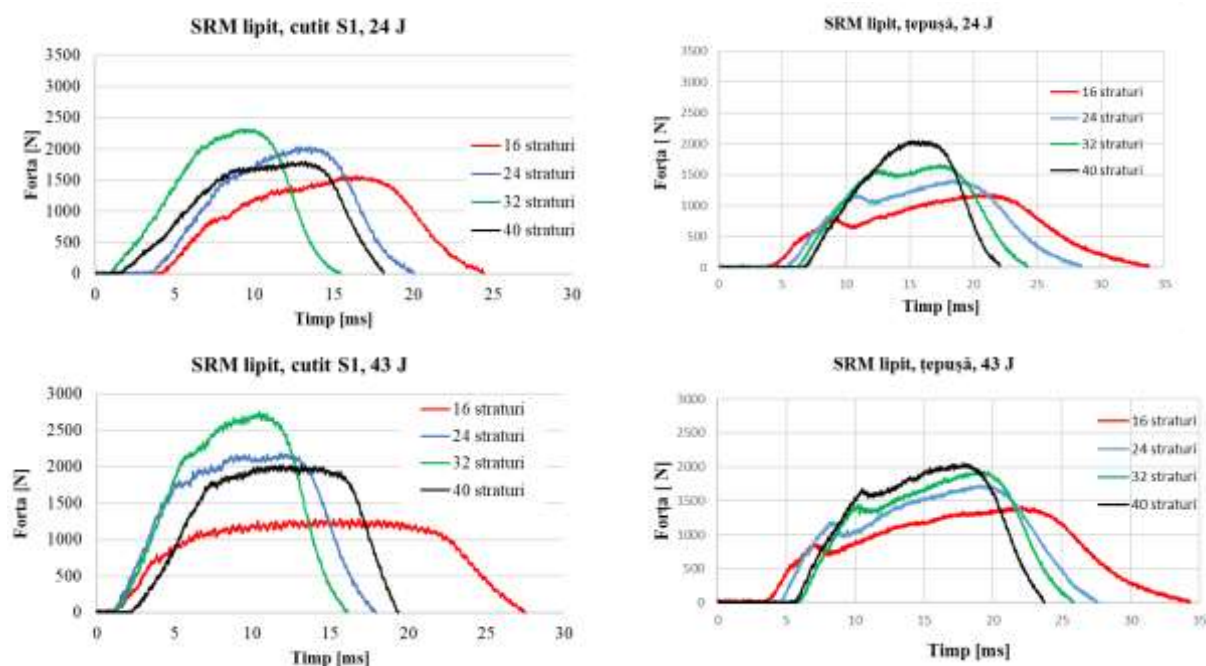 SRM lipit, cutit S1, 24 J
3500
3000
2500
2000
1500
1000
500
0
Forta [N]
0 5 10 15 20 25 30
Timp [ms]
16 straturi
24 straturi
32 straturi
40 straturi
SRM lipit, țepușă, 24 J
3500
3000
2500
2000
1500
1000
500
0
Forța [ N]
0 5 10 15 20 25 30 35
Timp [ms]
16 straturi
24 straturi
32 straturi
40 straturi
SRM lipit, cutit S1, 43 J
3000
2500
2000
1500
1000
500
0
Forta [N]
0 5 10 15 20 25 30
Timp [ms]
16 straturi
24 straturi
32 straturi
40 straturi
SRM lipit, țepușă, 43 J
3000
2500
2000
1500
1000
500
0
Forța [ N]
0 5 10 15 20 25 30 35
Timp [ms]
16 straturi
24 straturi
32 straturi
40 straturi